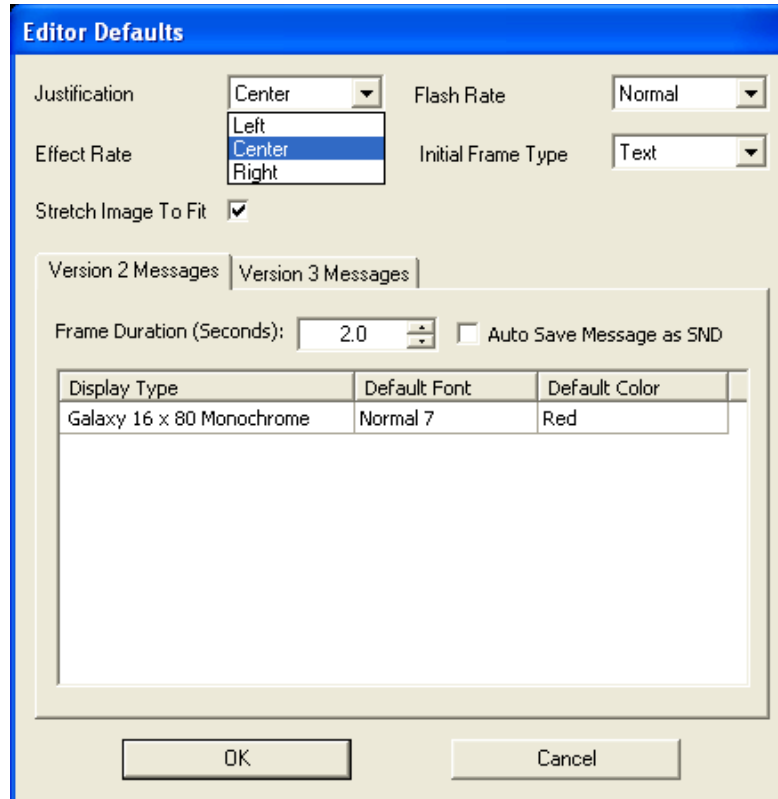 Editor Defaults
Justification Center Flash Rate Normal
Left
Effect Rate Center Initial Frame Type Text
Right
Stretch Image To Fit
Version 2 Messages Version 3 Messages
Frame Duration (Seconds): 2.0 Auto Save Message as SND
Display Type Default Font Default Color
Galaxy 16 x 80 Monochrome Normal 7 Red
OK Cancel